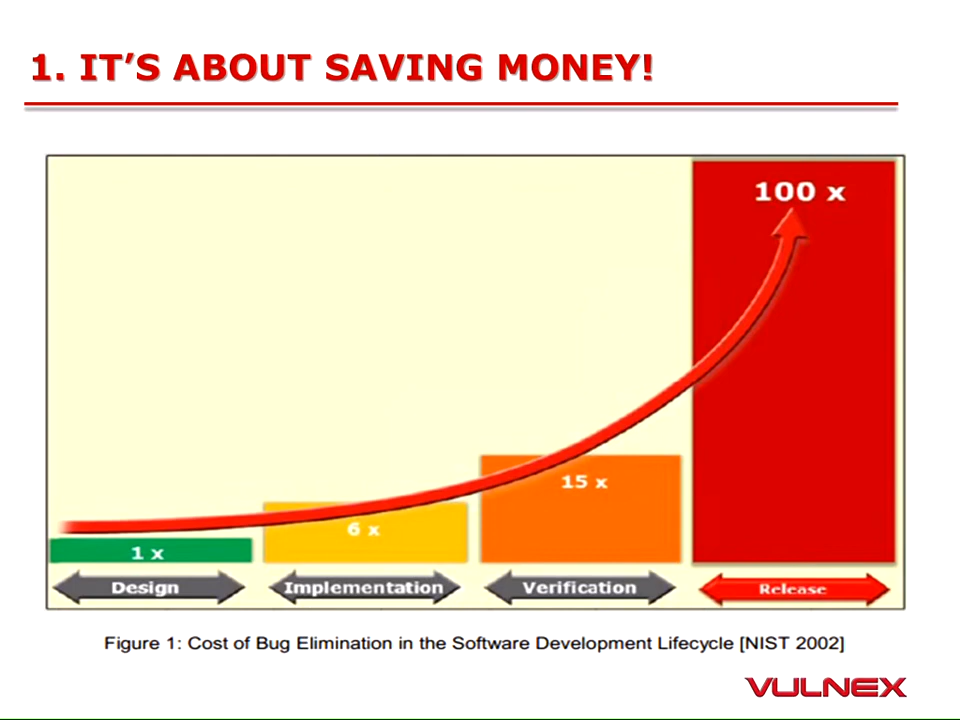 1. IT’S ABOUT SAVING MONEY!
100 x
15 x
6 x
1 x
Design
Implementation
Verification
Release
Figure 1: Cost of Bug Elimination in the Software Development Lifecycle [NIST 2002]
VULNEX